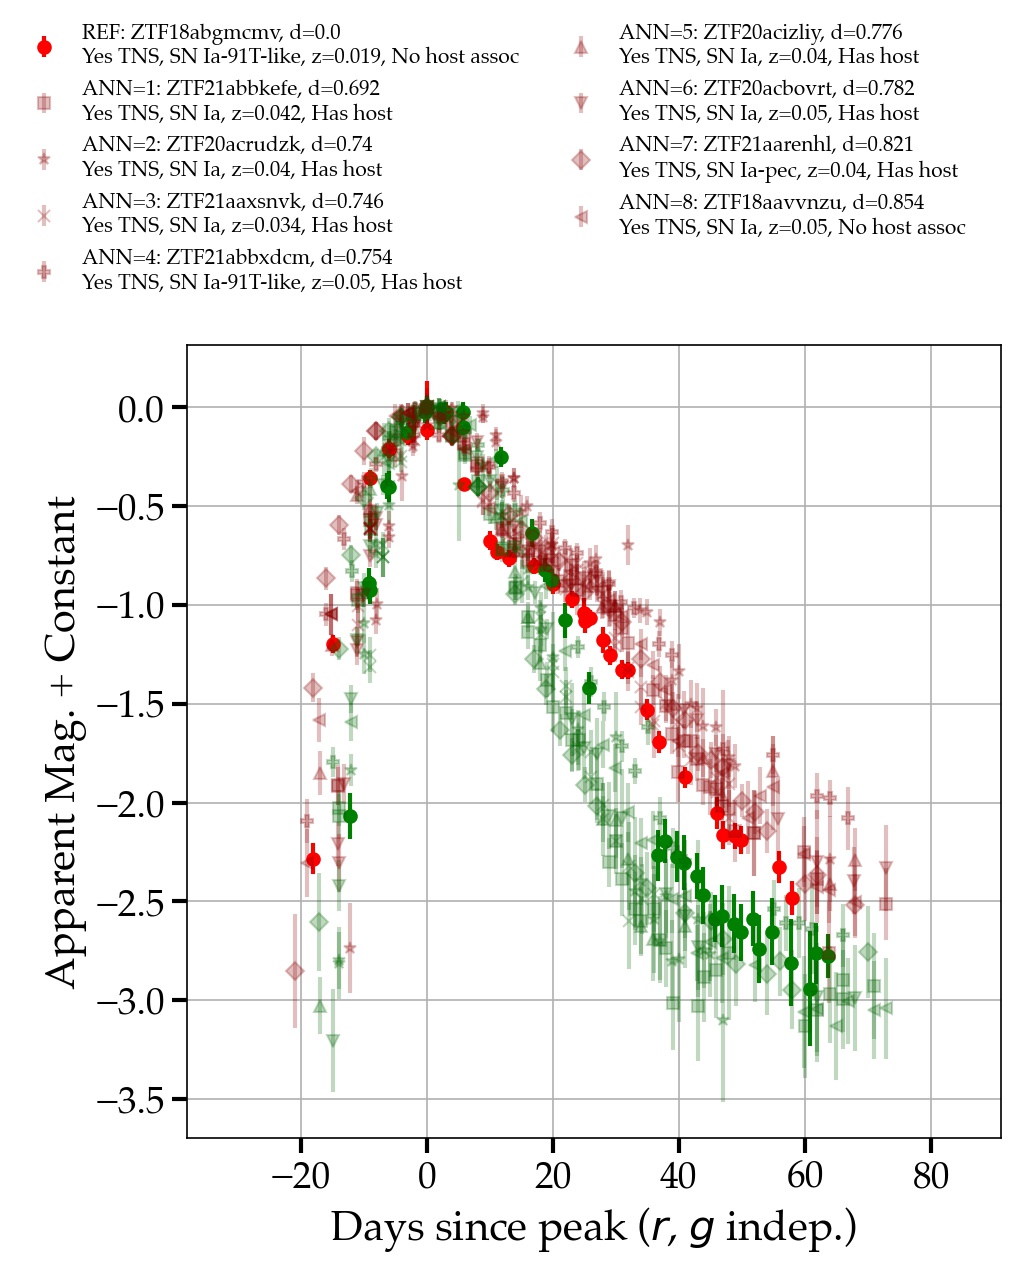 REF: ZTF18abgmcmv, d=0.0
Yes TNS, SN Ia-91T-like, z=0.019, No host assoc
ANN=1: ZTF21abbkefe, d=0.692
Yes TNS, SN Ia, z=0.042, Has host
ANN=2: ZTF20acrudzk, d=0.74
Yes TNS, SN Ia, z=0.04, Has host
ANN=3: ZTF21aaxsnvk, d=0.746
Yes TNS, SN Ia, z=0.034, Has host
ANN=4: ZTF21abbxdcm, d=0.754
Yes TNS, SN Ia-91T-like, z=0.05, Has host
ANN=5: ZTF20acizliy, d=0.776
Yes TNS, SN Ia, z=0.04, Has host
ANN=6: ZTF20acbovrt, d=0.782
Yes TNS, SN Ia, z=0.05, Has host
ANN=7: ZTF21aarenhl, d=0.821
Yes TNS, SN Ia-pec, z=0.04, Has host
ANN=8: ZTF18aavvnzu, d=0.854
Yes TNS, SN Ia, z=0.05, No host assoc
Apparent Mag. + Constant
0.0
−0.5
−1.0
−1.5
−2.0
−2.5
−3.0
−3.5
−20 0 20 40 60 80
Days since peak (r, g indep.)